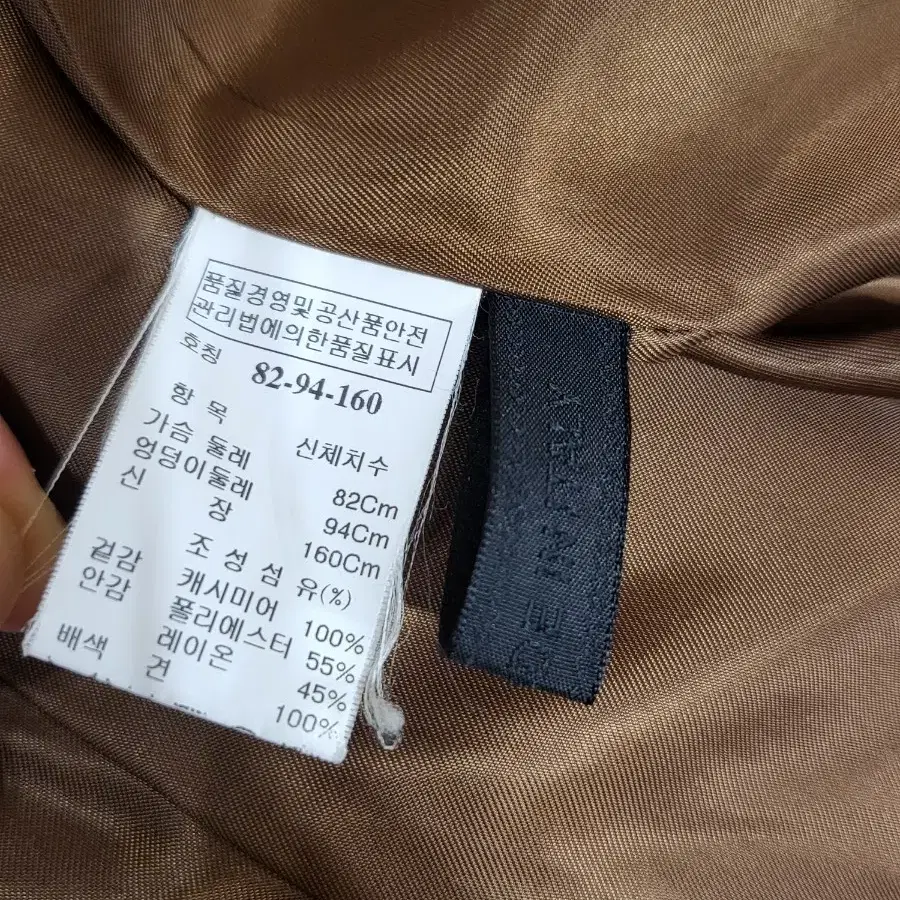 품질경영및공산품안전
관리법에의한품질표시
호칭
82-94-160
항 목 신체치수
가슴 둘레 82Cm
엉덩이둘레 94Cm
신 장 160Cm
조 성 섬 유(%)
겉감 캐시미어 100%
안감 폴리에스터 55%
레이온 45%
배색 견 100%